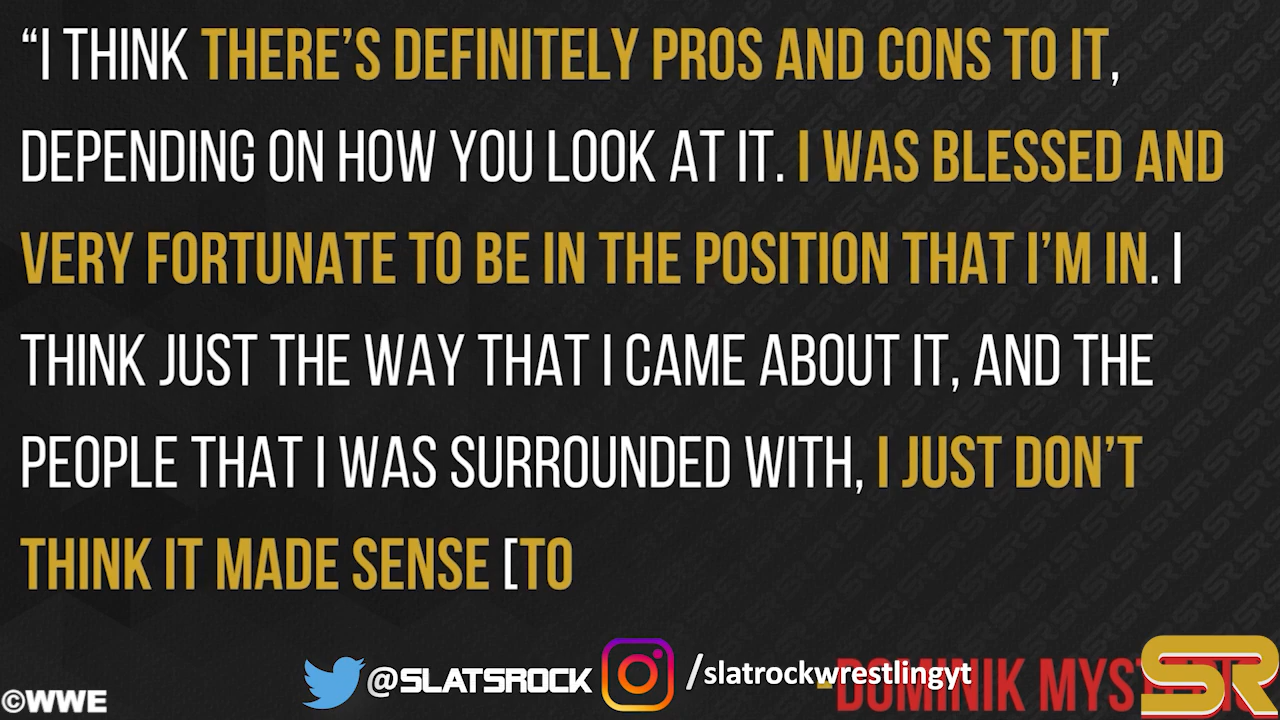 “I THINK THERE’S DEFINITELY PROS AND CONS TO IT,
DEPENDING ON HOW YOU LOOK AT IT. I WAS BLESSED AND
VERY FORTUNATE TO BE IN THE POSITION THAT I’M IN. I
THINK JUST THE WAY THAT I CAME ABOUT IT, AND THE
PEOPLE THAT I WAS SURROUNDED WITH, I JUST DON’T
THINK IT MADE SENSE [TO
@SLATSROCK /slatrockwrestlingyt
-DOMINIK
SR
©WWE